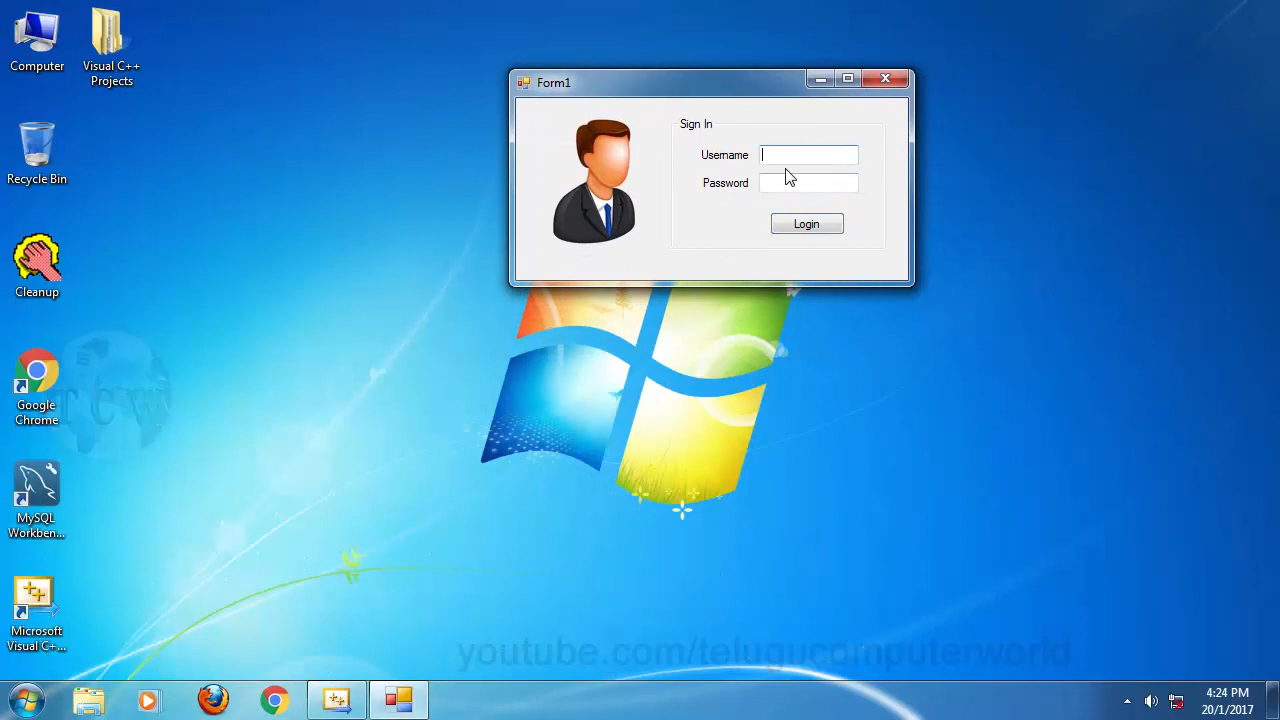 Computer
Visual C++
Projects
Recycle Bin
Cleanup
Google
Chrome
MySQL
Workben...
Microsoft
Visual C+...
Form1
Sign In
Username
Password
Login
youtube.com/telugucomputerworld
4:24 PM
20/1/2017